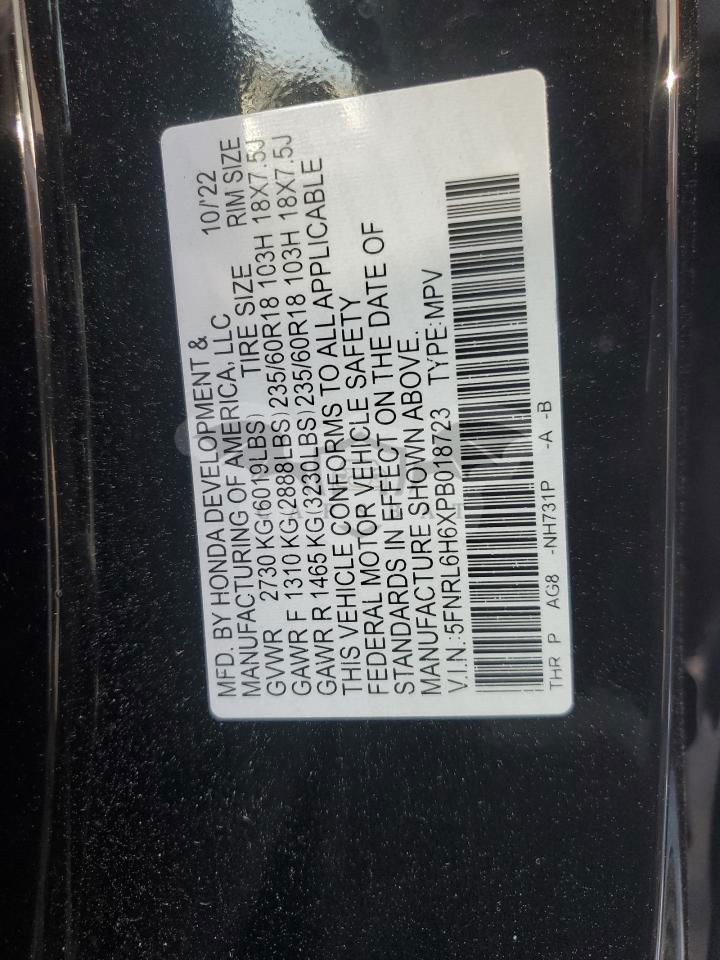 MFD. BY HONDA DEVELOPMENT &
MANUFACTURING OF AMERICA, LLC 10/'22
GVWR 2730 KG(6019LBS) TIRE SIZE RIM SIZE
GAWR F 1310 KG(2888LBS) 235/60R18 103H 18X7.5J
GAWR R 1465 KG(3230LBS) 235/60R18 103H 18X7.5J
THIS VEHICLE CONFORMS TO ALL APPLICABLE
FEDERAL MOTOR VEHICLE SAFETY
STANDARDS IN EFFECT ON THE DATE OF
MANUFACTURE SHOWN ABOVE.
V.I.N.:5FNRL6H6XPB018723 TYPE:MPV
THR P AG8 -NH731P -A -B